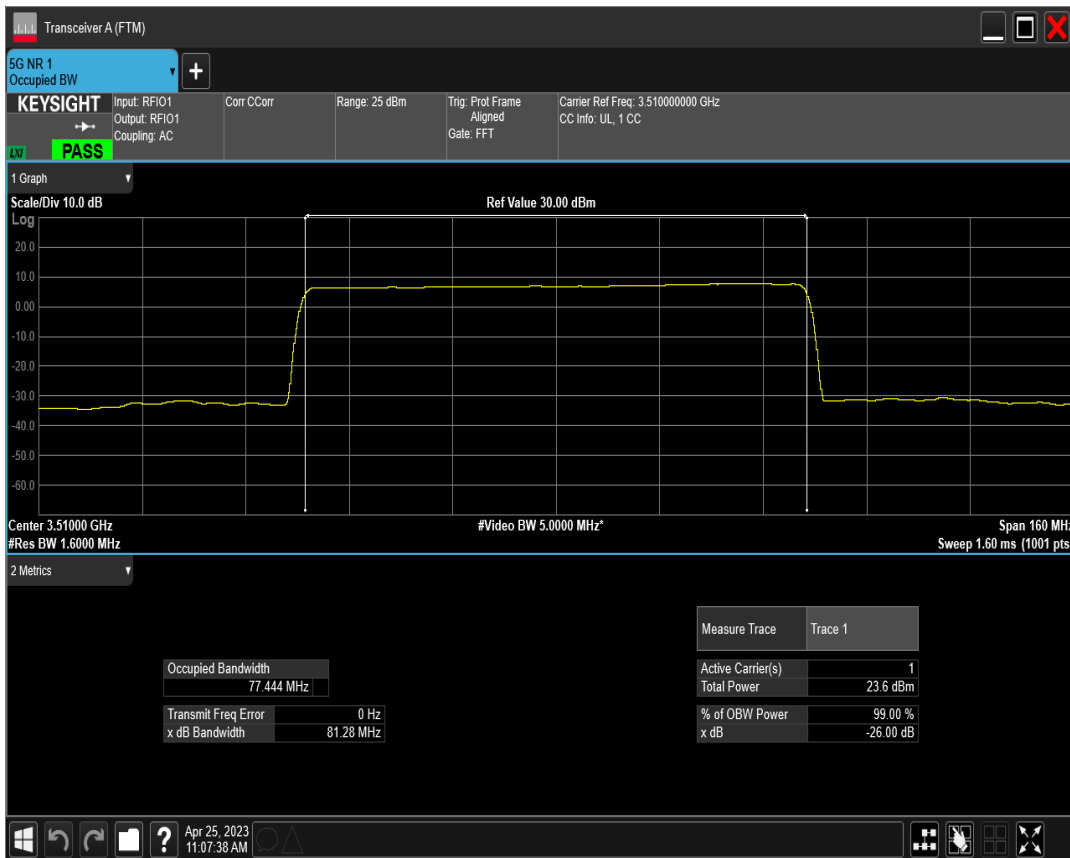 Transceiver A (FTM)
5G NR 1
Occupied BW
+
KEYSIGHT
LXI
PASS
Input: RFIO1
Output: RFIO1
Coupling: AC
Corr CCorr
Range: 25 dBm
Trig: Prot Frame
Aligned
Gate: FFT
Carrier Ref Freq: 3.510000000 GHz
CC Info: UL, 1 CC
1 Graph
Scale/Div 10.0 dB
Ref Value 30.00 dBm
Log
20.0
10.0
0.00
-10.0
-20.0
-30.0
-40.0
-50.0
-60.0
Center 3.51000 GHz
#Video BW 5.0000 MHz*
Span 160 MHz
#Res BW 1.6000 MHz
Sweep 1.60 ms (1001 pts
2 Metrics
Measure Trace Trace 1
Occupied Bandwidth
77.444 MHz
Active Carrier(s) 1
Total Power 23.6 dBm
Transmit Freq Error 0 Hz
x dB Bandwidth 81.28 MHz
% of OBW Power 99.00 %
x dB -26.00 dB
?
Apr 25, 2023
11:07:38 AM